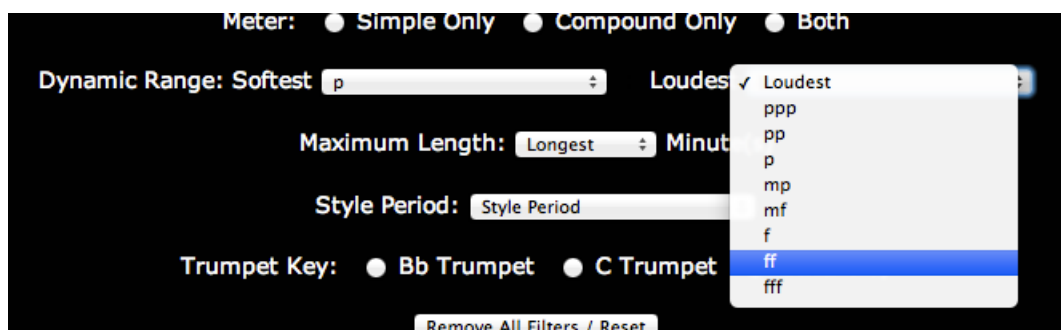 Meter: Simple Only Compound Only Both
Dynamic Range: Softest p Loudes ✓ Loudest
ppp
pp
p
mp
mf
f
ff
fff
Maximum Length: Longest Minut
Style Period: Style Period
Trumpet Key: Bb Trumpet C Trumpet
Remove All Filters / Reset